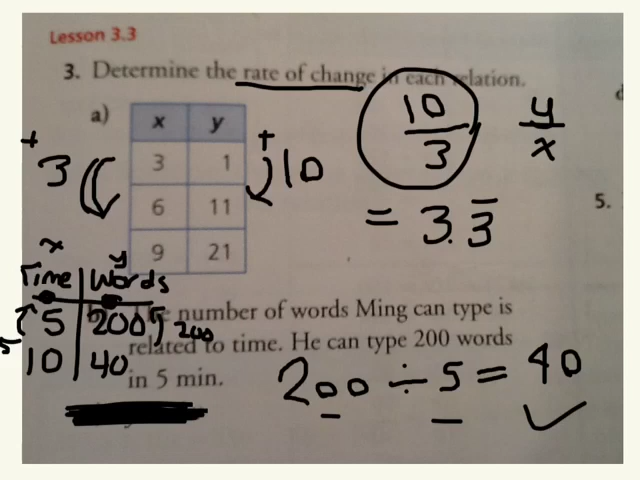 Lesson 3.3
3. Determine the rate of change in each relation.
a)
x y
3 1
6 11
9 21
+
3
+
10
10/3
y/x
= 3.3̅
5.
x y
Time Words
5 200
10 40
200
5
The number of words Ming can type is
related to time. He can type 200 words
in 5 min.
200 ÷ 5 = 40